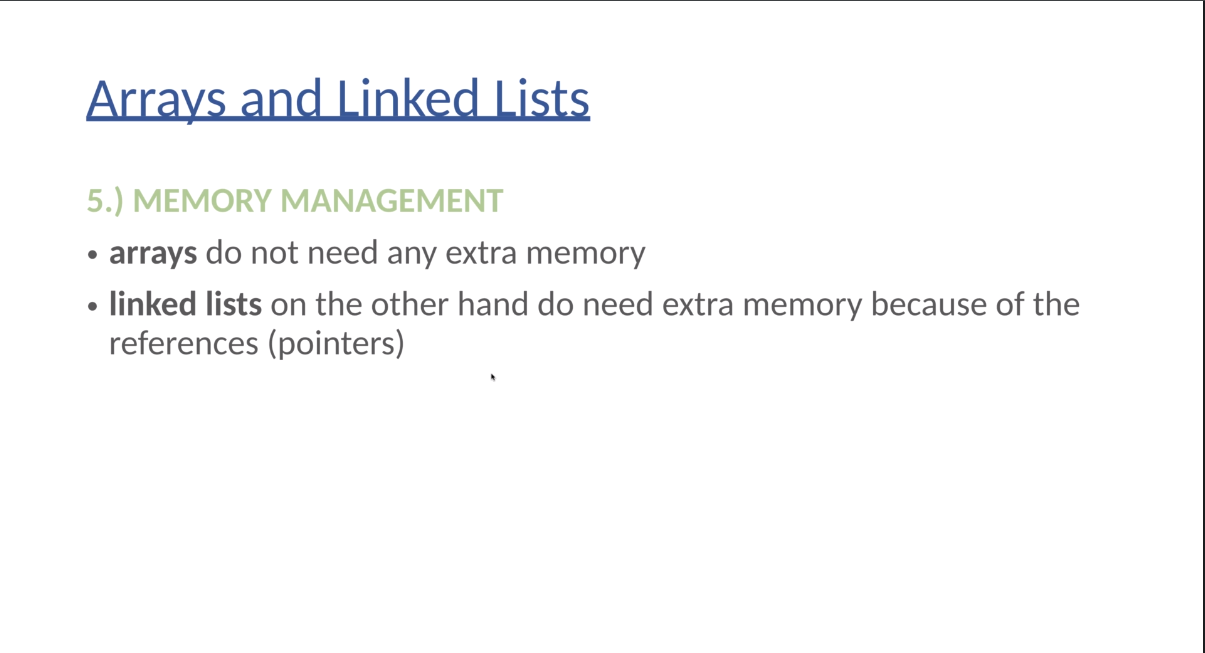 Arrays and Linked Lists
5.) MEMORY MANAGEMENT
• arrays do not need any extra memory
• linked lists on the other hand do need extra memory because of the
references (pointers)